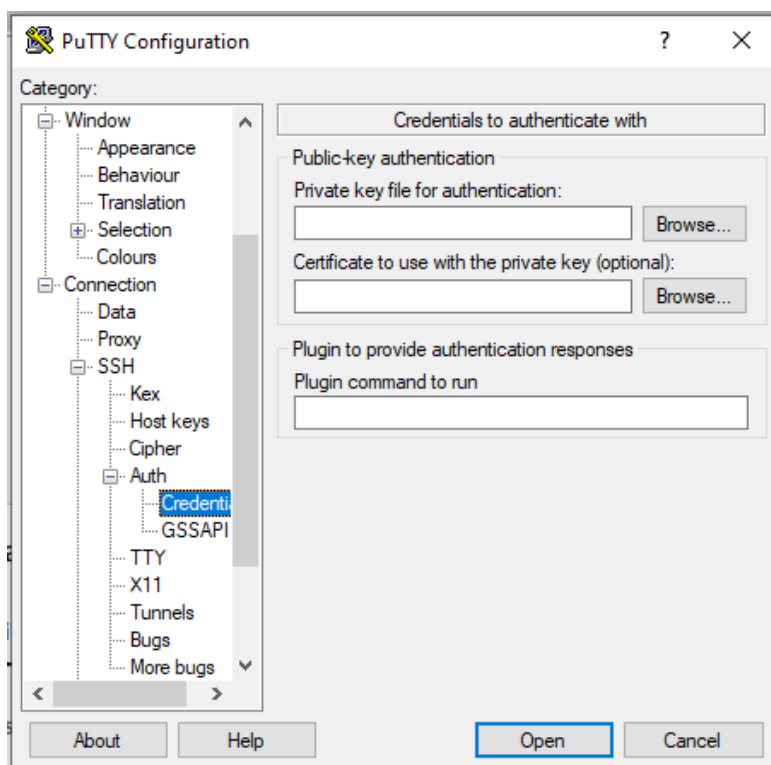 PuTTY Configuration
?
Category:
Window
Appearance
Behaviour
Translation
Selection
Colours
Connection
Data
Proxy
SSH
Kex
Host keys
Cipher
Auth
Credentia
GSSAPI
TTY
X11
Tunnels
Bugs
More bugs
Credentials to authenticate with
Public-key authentication
Private key file for authentication:
Browse...
Certificate to use with the private key (optional):
Browse...
Plugin to provide authentication responses
Plugin command to run
About
Help
Open
Cancel